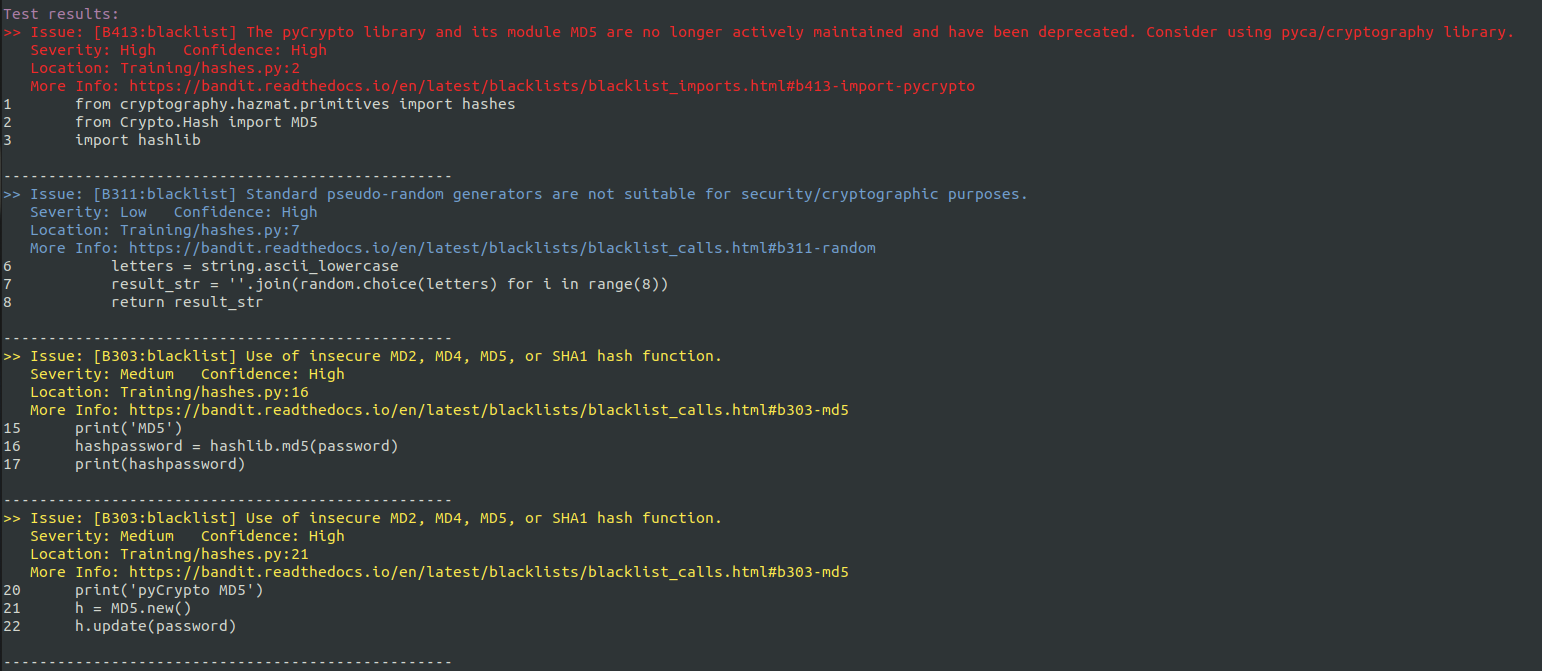 Test results:
>> Issue: [B413:blacklist] The pyCrypto library and its module MD5 are no longer actively maintained and have been deprecated. Consider using pyca/cryptography library.
   Severity: High   Confidence: High
   Location: Training/hashes.py:2
   More Info: https://bandit.readthedocs.io/en/latest/blacklists/blacklist_imports.html#b413-import-pycrypto
1       from cryptography.hazmat.primitives import hashes
2       from Crypto.Hash import MD5
3       import hashlib
--------------------------------------------------
>> Issue: [B311:blacklist] Standard pseudo-random generators are not suitable for security/cryptographic purposes.
   Severity: Low   Confidence: High
   Location: Training/hashes.py:7
   More Info: https://bandit.readthedocs.io/en/latest/blacklists/blacklist_calls.html#b311-random
6           letters = string.ascii_lowercase
7           result_str = ''.join(random.choice(letters) for i in range(8))
8           return result_str
--------------------------------------------------
>> Issue: [B303:blacklist] Use of insecure MD2, MD4, MD5, or SHA1 hash function.
   Severity: Medium   Confidence: High
   Location: Training/hashes.py:16
   More Info: https://bandit.readthedocs.io/en/latest/blacklists/blacklist_calls.html#b303-md5
15      print('MD5')
16      hashpassword = hashlib.md5(password)
17      print(hashpassword)
--------------------------------------------------
>> Issue: [B303:blacklist] Use of insecure MD2, MD4, MD5, or SHA1 hash function.
   Severity: Medium   Confidence: High
   Location: Training/hashes.py:21
   More Info: https://bandit.readthedocs.io/en/latest/blacklists/blacklist_calls.html#b303-md5
20      print('pyCrypto MD5')
21      h = MD5.new()
22      h.update(password)
--------------------------------------------------